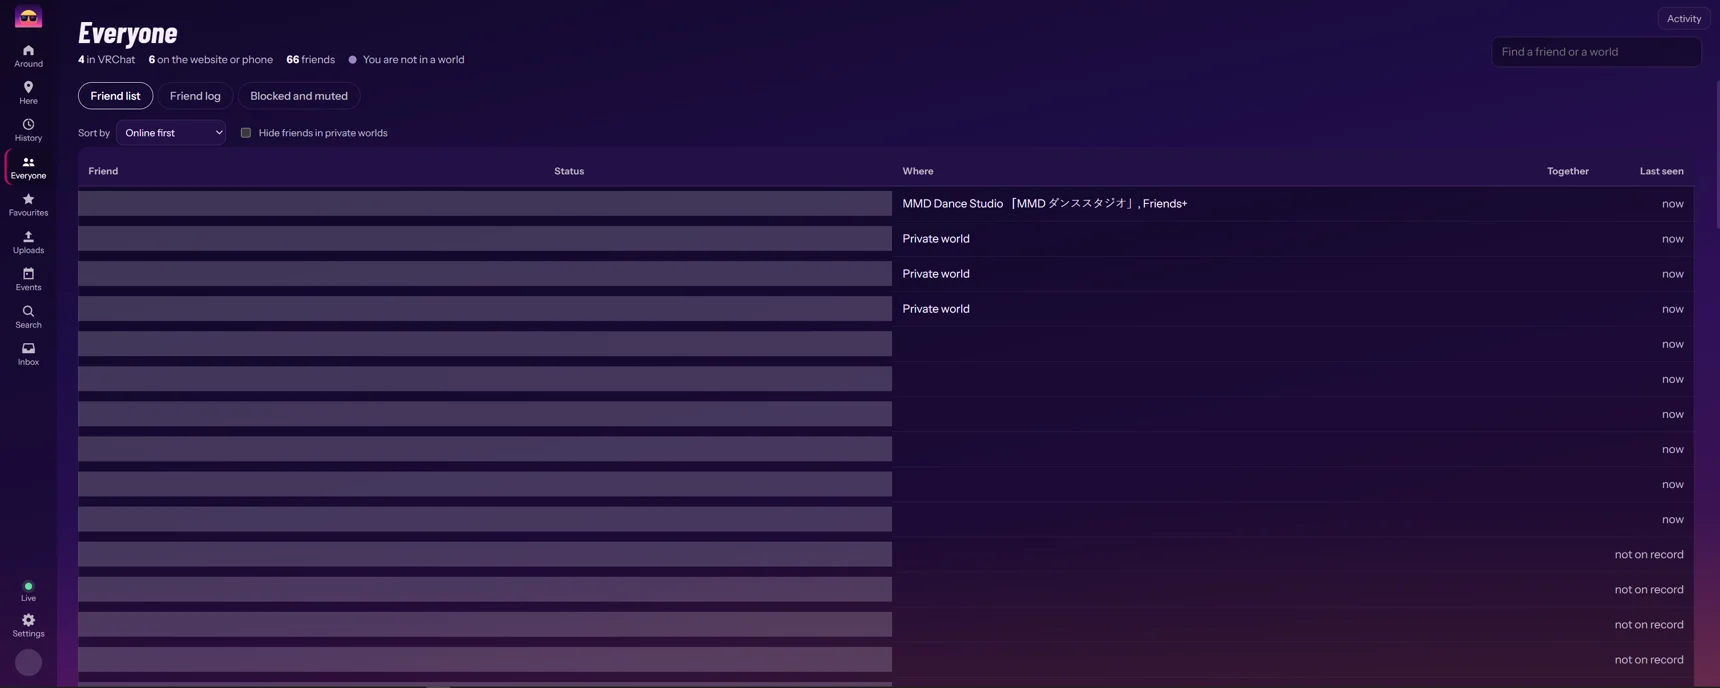 Everyone
4 in VRChat 6 on the website or phone 66 friends You are not in a world
Activity
Find a friend or a world
Friend list Friend log Blocked and muted
Sort by Online first Hide friends in private worlds
Friend Status Where Together Last seen
MMD Dance Studio 「MMD ダンススタジオ」, Friends+ now
Private world now
Private world now
Private world now
now
now
now
now
now
now
not on record
not on record
not on record
not on record
Around
Here
History
Everyone
Favourites
Uploads
Events
Search
Inbox
Live
Settings